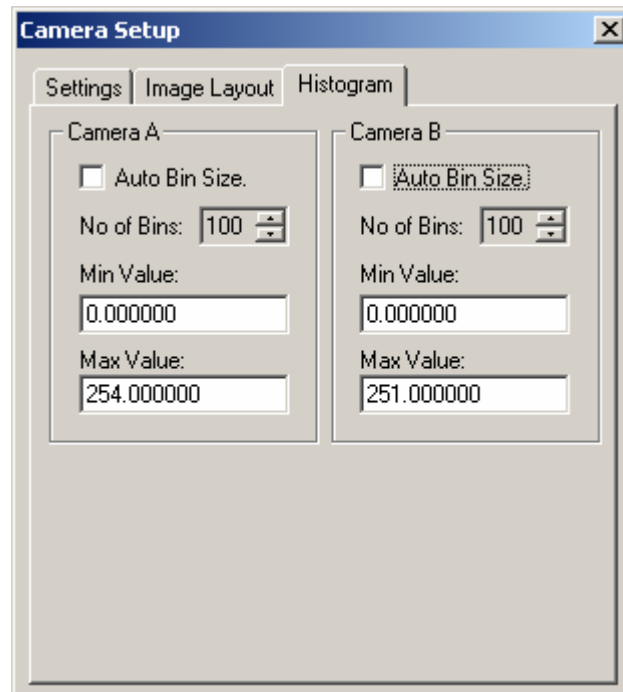 Camera Setup
Settings Image Layout Histogram
Camera A
Auto Bin Size.
No of Bins: 100
Min Value:
0.000000
Max Value:
254.000000
Camera B
Auto Bin Size.
No of Bins: 100
Min Value:
0.000000
Max Value:
251.000000